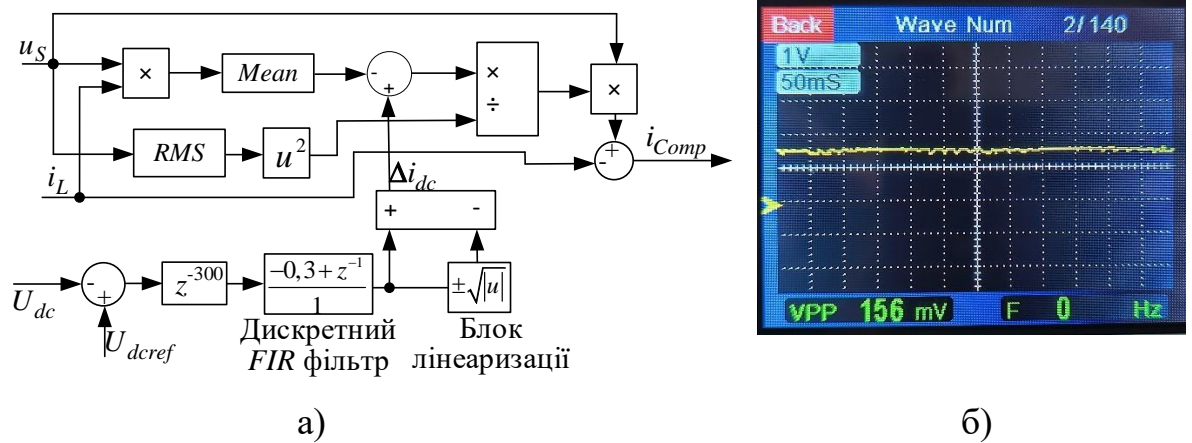 u_S
×
Mean
-
+
×
÷
×
RMS
u²
i_L
Δi_dc
+
-
i_Comp
+ -
U_dc
-
+
U_dcref
z⁻³⁰⁰
−0,3 + z⁻¹
1
±√|u|
Дискретний
FIR фільтр
Блок
лінеаризації
а)
Back Wave Num 2/140
1V
50mS
VPP 156 mV F 0 Hz
б)